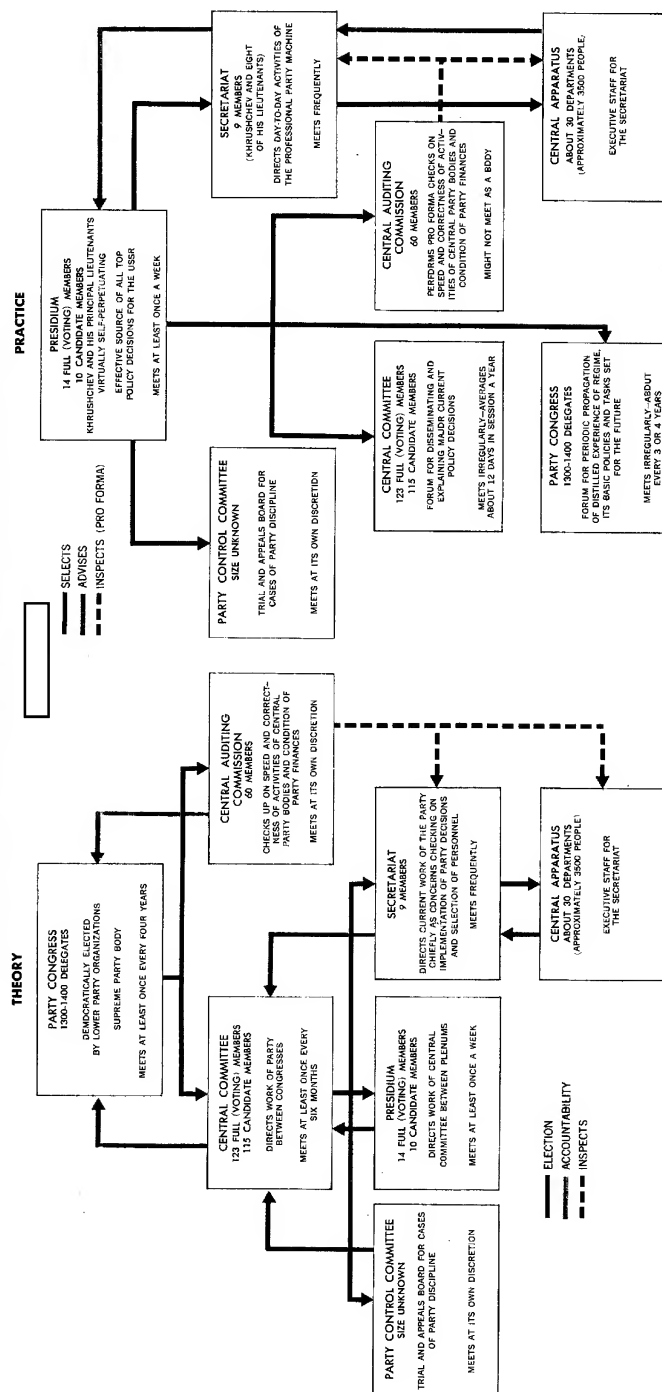 THEORY
PARTY CONGRESS
1300-1400 DELEGATES
DEMOCRATICALLY ELECTED
BY LOWER PARTY ORGANIZATIONS
SUPREME PARTY BODY
MEETS AT LEAST ONCE EVERY FOUR YEARS
CENTRAL COMMITTEE
123 FULL (VOTING) MEMBERS
115 CANDIDATE MEMBERS
DIRECTS WORK OF PARTY
BETWEEN CONGRESSES
MEETS AT LEAST ONCE EVERY
SIX MONTHS
CENTRAL AUDITING
COMMISSION
60 MEMBERS
CHECKS UP ON SPEED AND CORRECT-
NESS OF ACTIVITIES OF CENTRAL
PARTY BODIES AND CONDITION OF
PARTY FINANCES
MEETS AT ITS OWN DISCRETION
PARTY CONTROL COMMITTEE
SIZE UNKNOWN
TRIAL AND APPEALS BOARD FOR CASES
OF PARTY DISCIPLINE
MEETS AT ITS OWN DISCRETION
PRESIDIUM
14 FULL (VOTING) MEMBERS
10 CANDIDATE MEMBERS
DIRECTS WORK OF CENTRAL
COMMITTEE BETWEEN PLENUMS
MEETS AT LEAST ONCE A WEEK
SECRETARIAT
9 MEMBERS
DIRECTS CURRENT WORK OF THE PARTY
CHIEFLY AS CONCERNS CHECKING ON
IMPLEMENTATION OF PARTY DECISIONS
AND SELECTION OF PERSONNEL
MEETS FREQUENTLY
CENTRAL APPARATUS
ABOUT 30 DEPARTMENTS
(APPROXIMATELY 3500 PEOPLE)
EXECUTIVE STAFF FOR
THE SECRETARIAT
ELECTION
ACCOUNTABILITY
INSPECTS
PRACTICE
SELECTS
ADVISES
INSPECTS (PRO FORMA)
PRESIDIUM
14 FULL (VOTING) MEMBERS
10 CANDIDATE MEMBERS
KHRUSHCHEV AND HIS PRINCIPAL LIEUTENANTS
VIRTUALLY SELF-PERPETUATING
EFFECTIVE SOURCE OF ALL TOP
POLICY DECISIONS FOR THE USSR
MEETS AT LEAST ONCE A WEEK
PARTY CONTROL COMMITTEE
SIZE UNKNOWN
TRIAL AND APPEALS BOARD FOR
CASES OF PARTY DISCIPLINE
MEETS AT ITS OWN DISCRETION
SECRETARIAT
9 MEMBERS
(KHRUSHCHEV AND EIGHT
OF HIS LIEUTENANTS)
DIRECTS DAY-TO-DAY ACTIVITIES OF
THE PROFESSIONAL PARTY MACHINE
MEETS FREQUENTLY
CENTRAL COMMITTEE
123 FULL (VOTING) MEMBERS
115 CANDIDATE MEMBERS
FORUM FOR DISSEMINATING AND
EXPLAINING MAJOR CURRENT
POLICY DECISIONS
MEETS IRREGULARLY—AVERAGES
ABOUT 12 DAYS IN SESSION A YEAR
CENTRAL AUDITING
COMMISSION
60 MEMBERS
PERFORMS PRO FORMA CHECKS ON
SPEED AND CORRECTNESS OF ACTIV-
ITIES OF CENTRAL PARTY BODIES AND
CONDITION OF PARTY FINANCES
MIGHT NOT MEET AS A BODY
PARTY CONGRESS
1300-1400 DELEGATES
FORUM FOR PERIODIC PROPAGATION
OF DISTILLED EXPERIENCE OF REGIME,
ITS BASIC POLICIES AND TASKS SET
FOR THE FUTURE
MEETS IRREGULARLY—ABOUT
EVERY 3 OR 4 YEARS
CENTRAL APPARATUS
ABOUT 30 DEPARTMENTS
(APPROXIMATELY 3500 PEOPLE)
EXECUTIVE STAFF FOR
THE SECRETARIAT